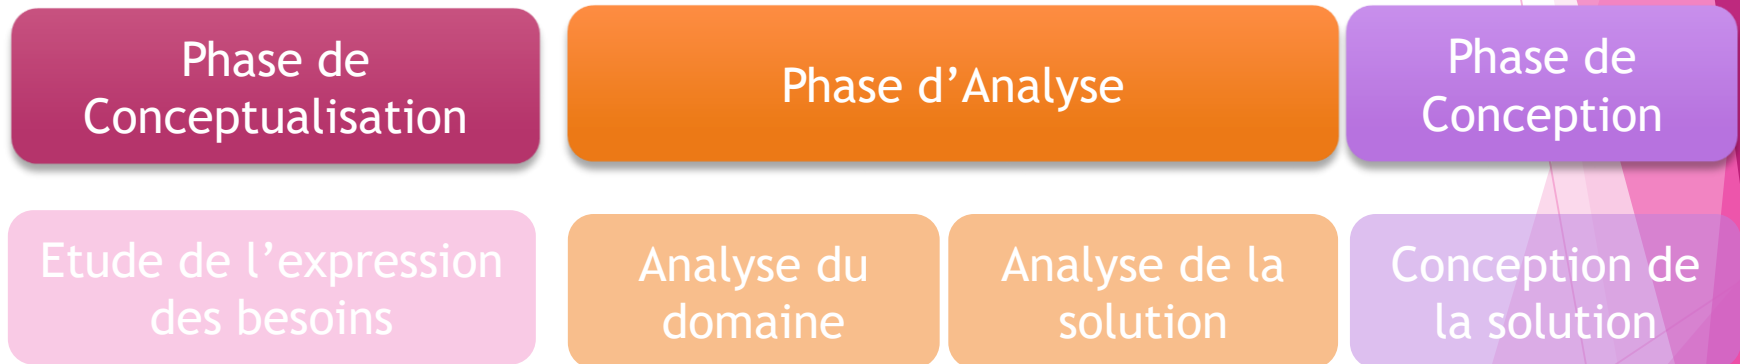 Phase de
Conceptualisation
Phase d’Analyse
Phase de
Conception
Etude de l’expression
des besoins
Analyse du
domaine
Analyse de la
solution
Conception de
la solution